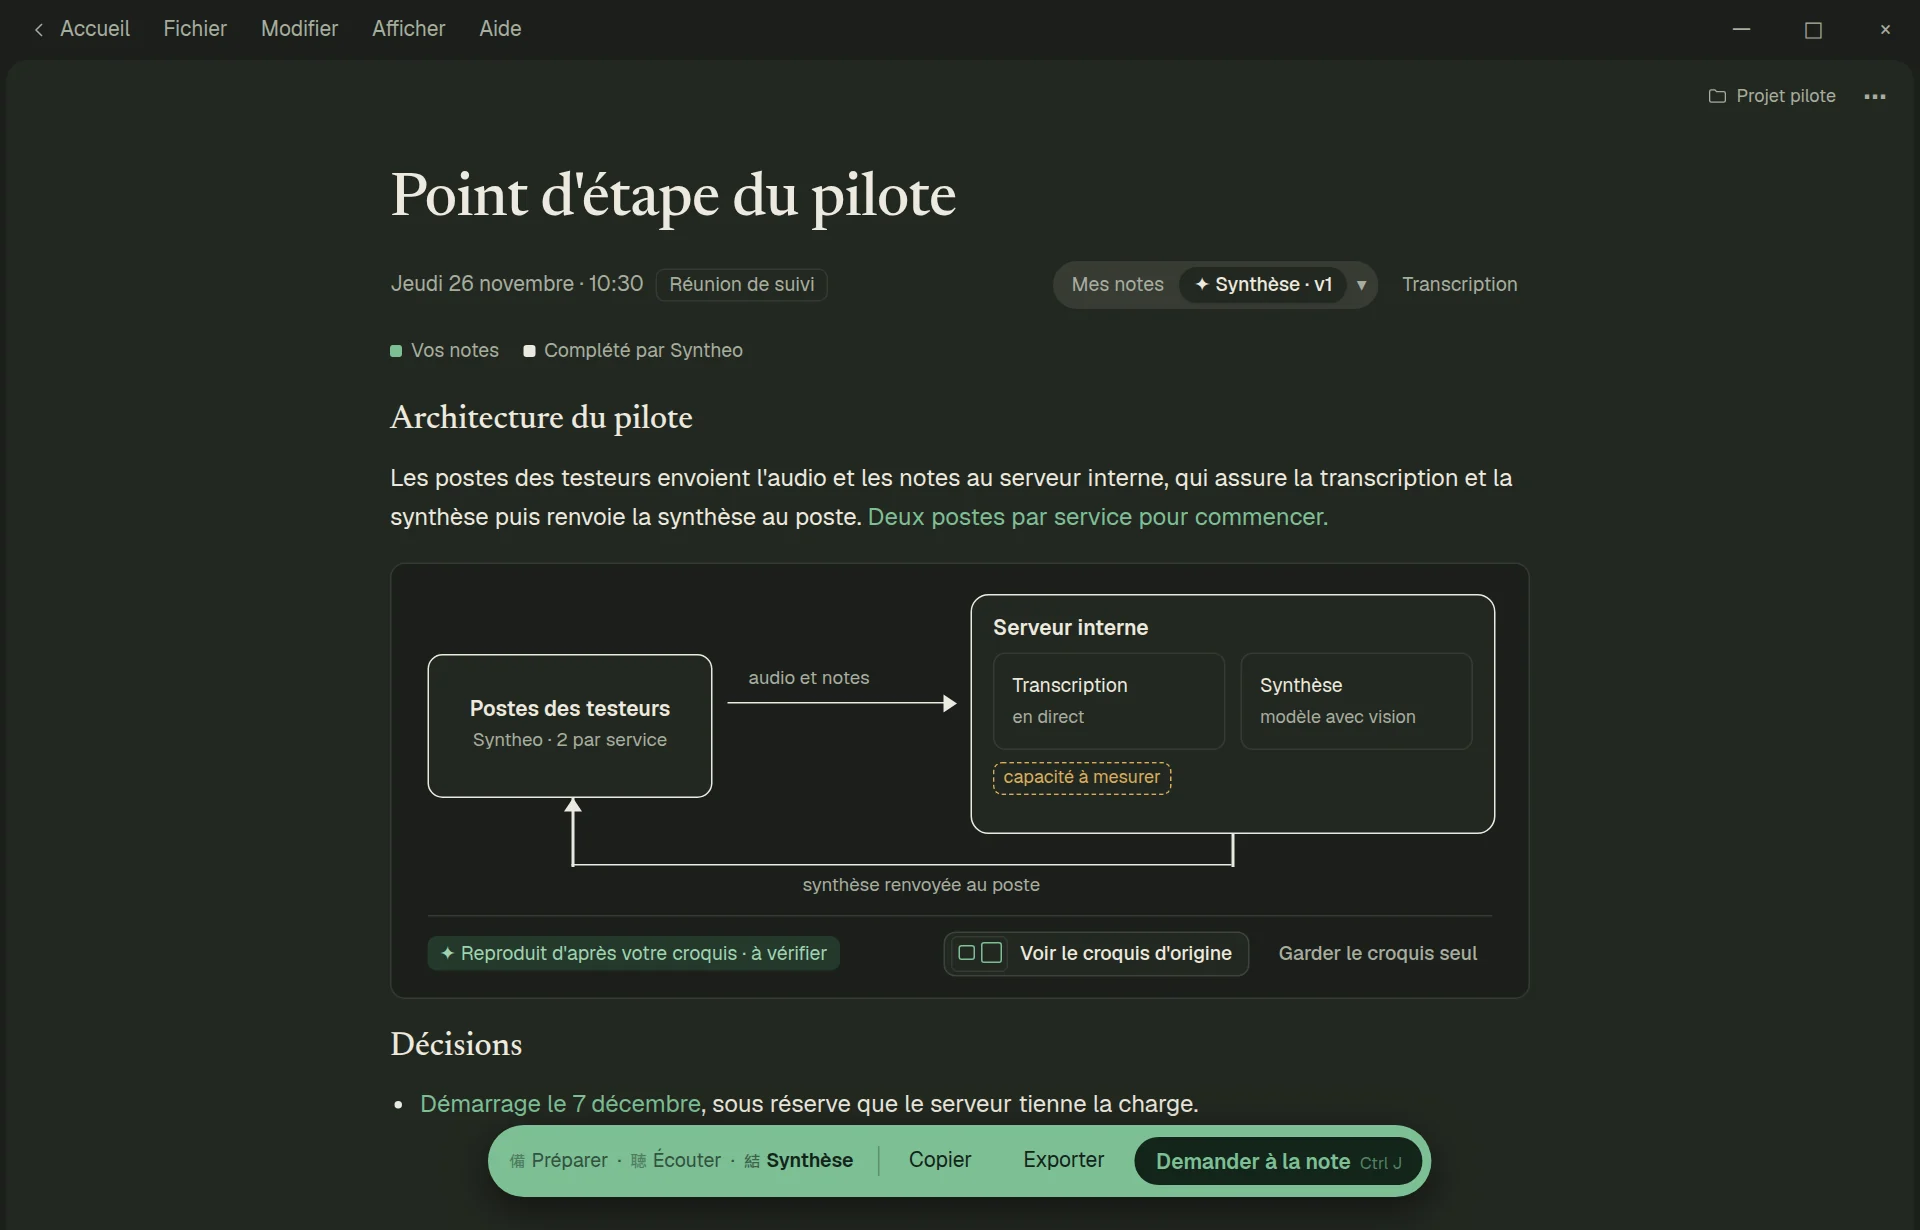 Accueil Fichier Modifier Afficher Aide
Projet pilote
Point d'étape du pilote
Jeudi 26 novembre · 10:30 Réunion de suivi
Mes notes ✦ Synthèse · v1 ▾ Transcription
Vos notes Complété par Syntheo
Architecture du pilote
Les postes des testeurs envoient l'audio et les notes au serveur interne, qui assure la transcription et la
synthèse puis renvoie la synthèse au poste. Deux postes par service pour commencer.
Serveur interne
Transcription
en direct
Synthèse
modèle avec vision
capacité à mesurer
audio et notes
Postes des testeurs
Syntheo · 2 par service
synthèse renvoyée au poste
✦ Reproduit d'après votre croquis · à vérifier
Voir le croquis d'origine
Garder le croquis seul
Décisions
• Démarrage le 7 décembre, sous réserve que le serveur tienne la charge.
備 Préparer · 聴 Écouter · 結 Synthèse Copier Exporter Demander à la note Ctrl J